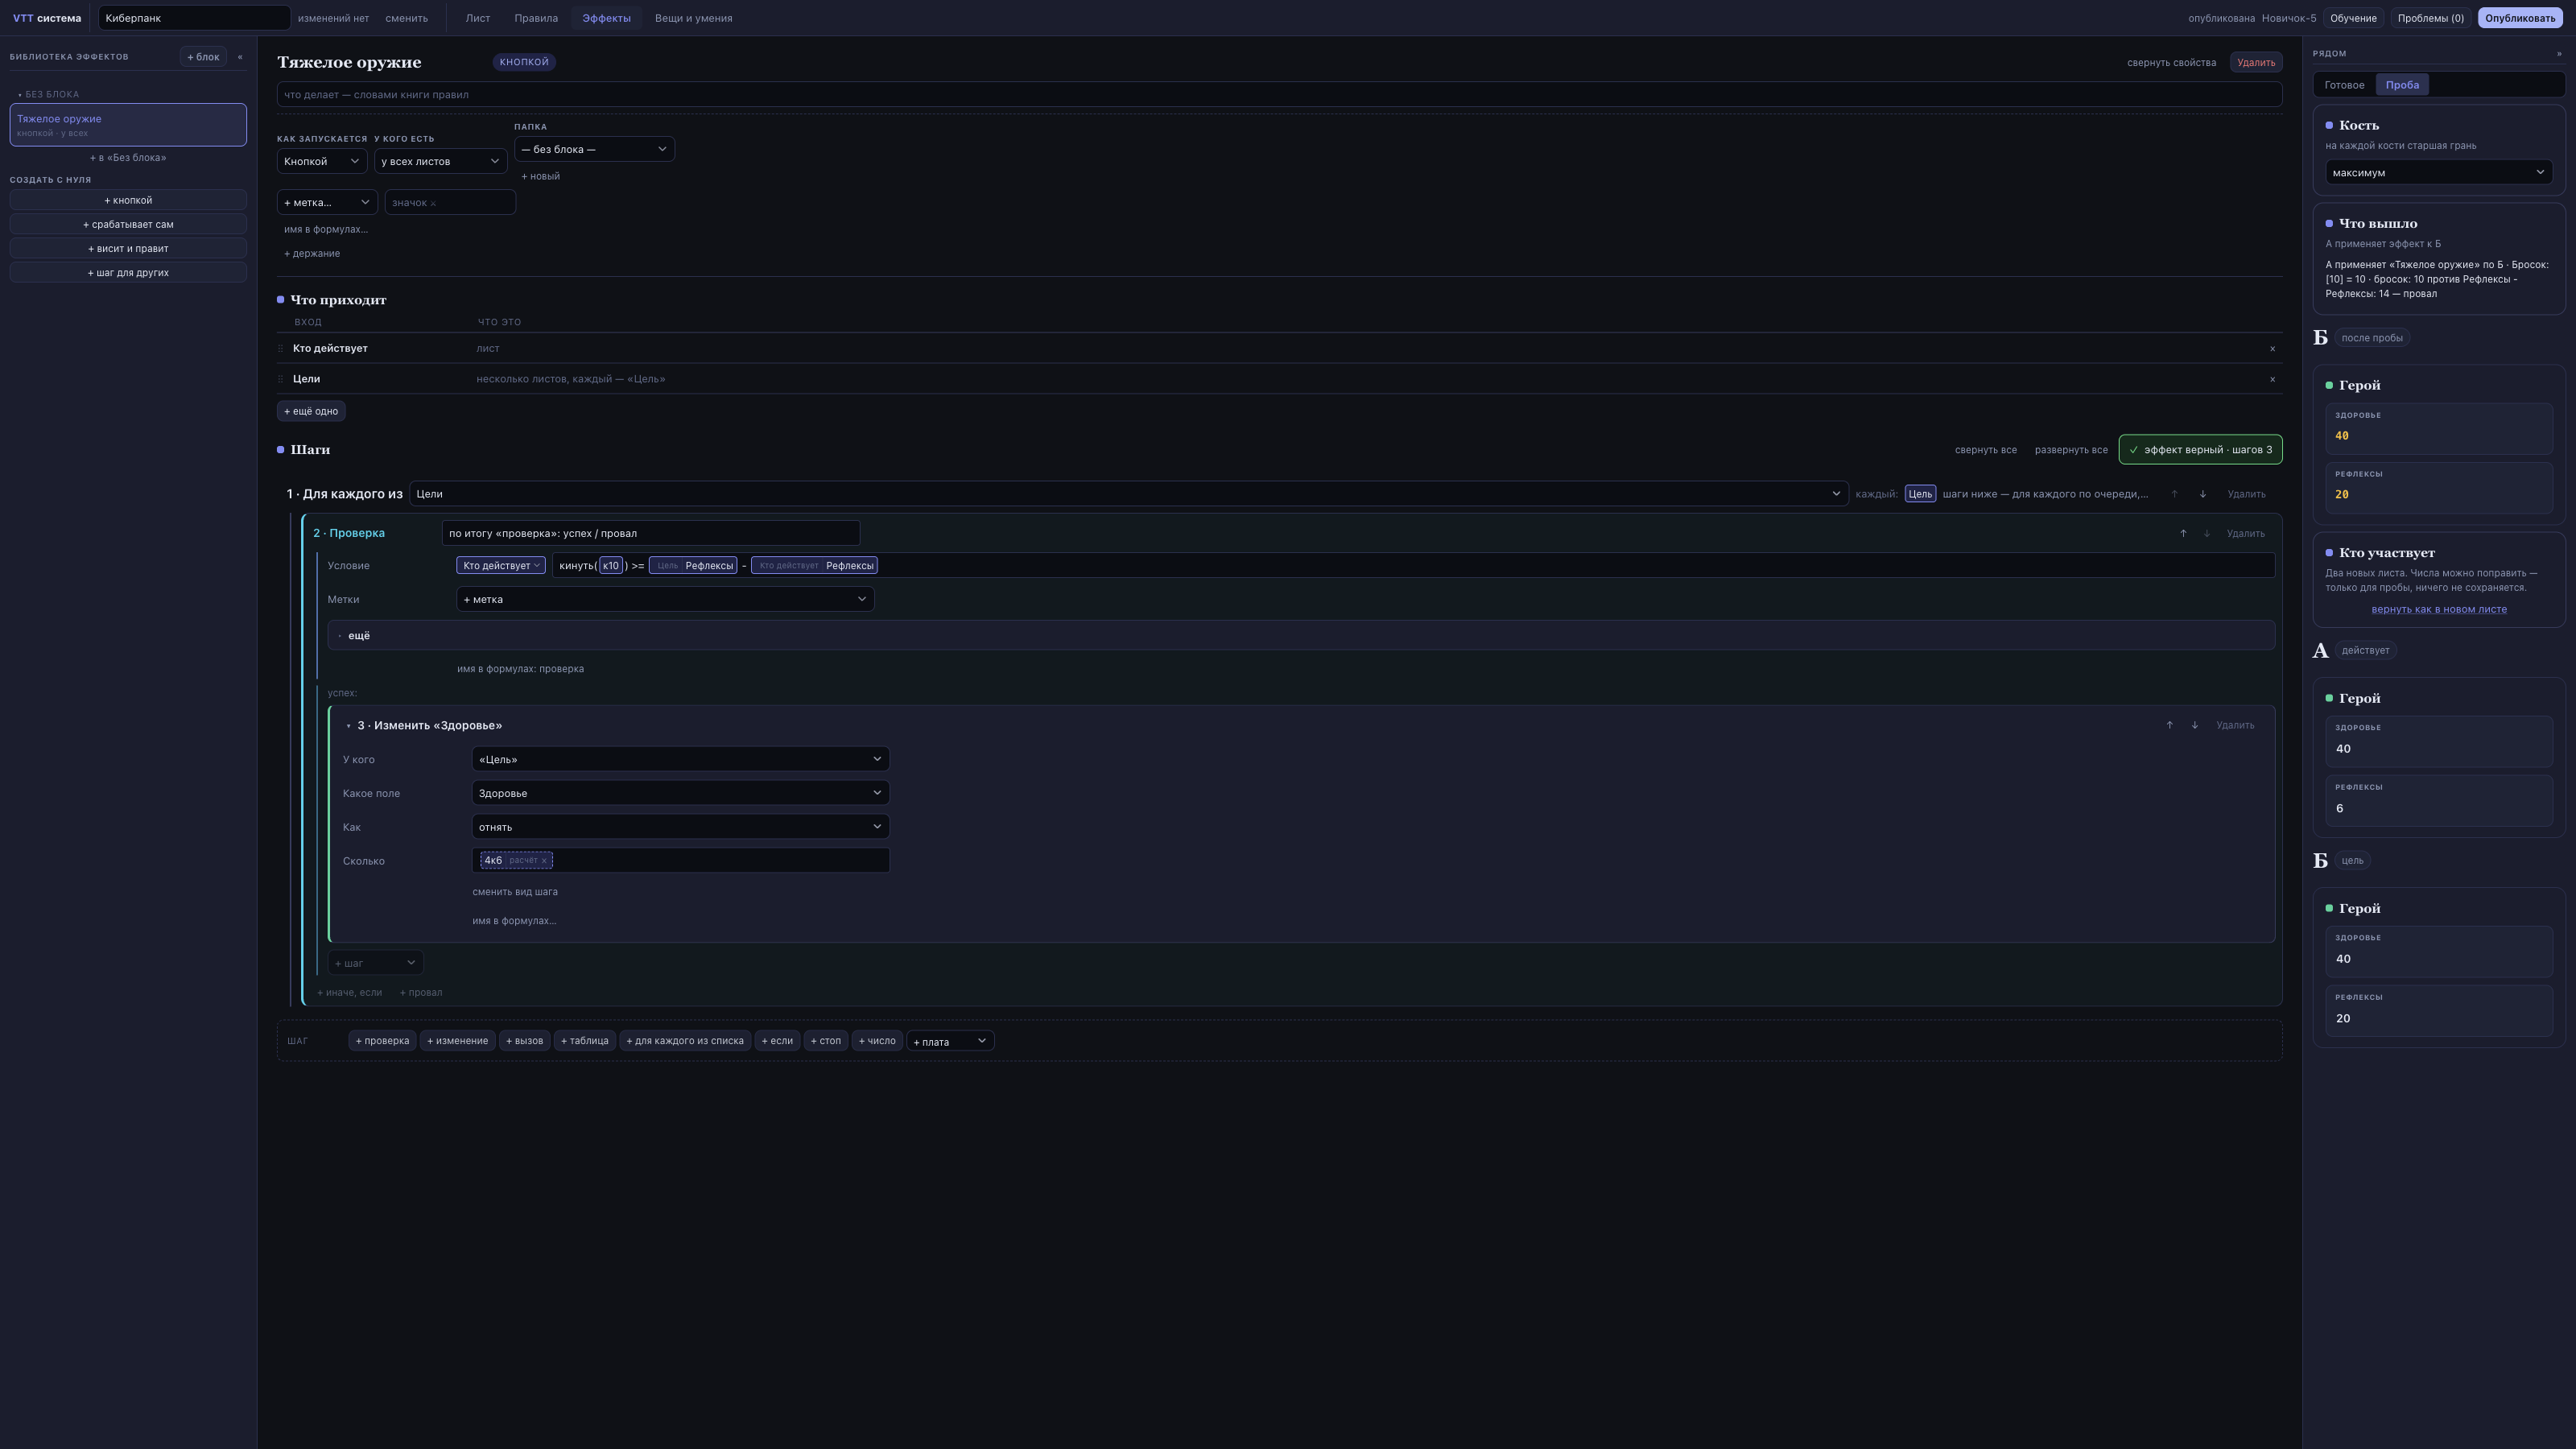 VTT система
Киберпанк
изменений нет
сменить
Лист
Правила
Эффекты
Вещи и умения
опубликована
Новичок-5
Обучение
Проблемы (0)
Опубликовать
БИБЛИОТЕКА ЭФФЕКТОВ
+ блок
«
БЕЗ БЛОКА
Тяжелое оружие
кнопкой · у всех
+ в «Без блока»
СОЗДАТЬ С НУЛЯ
+ кнопкой
+ срабатывает сам
+ висит и правит
+ шаг для других
Тяжелое оружие
КНОПКОЙ
свернуть свойства
Удалить
что делает — словами книги правил
КАК ЗАПУСКАЕТСЯ
У КОГО ЕСТЬ
ПАПКА
Кнопкой
у всех листов
— без блока —
+ новый
+ метка...
значок ⚔
имя в формулах...
+ держание
Что приходит
ВХОД
ЧТО ЭТО
Кто действует
лист
×
Цели
несколько листов, каждый — «Цель»
×
+ ещё одно
Шаги
свернуть все
развернуть все
✓ эффект верный · шагов 3
1 · Для каждого из
Цели
каждый:
Цель
шаги ниже — для каждого по очереди,...
↑
↓
Удалить
2 · Проверка
по итогу «проверка»: успех / провал
↑
↓
Удалить
Условие
Кто действует
кинуть( к10 ) >= Цель Рефлексы - Кто действует Рефлексы
Метки
+ метка
ещё
имя в формулах: проверка
успех:
3 · Изменить «Здоровье»
↑
↓
Удалить
У кого
«Цель»
Какое поле
Здоровье
Как
отнять
Сколько
4к6 расчёт ×
сменить вид шага
имя в формулах...
+ шаг
+ иначе, если
+ провал
ШАГ
+ проверка
+ изменение
+ вызов
+ таблица
+ для каждого из списка
+ если
+ стоп
+ число
+ плата
РЯДОМ
»
Готовое
Проба
Кость
на каждой кости старшая грань
максимум
Что вышло
А применяет эффект к Б
А применяет «Тяжелое оружие» по Б · Бросок:
[10] = 10 · бросок: 10 против Рефлексы -
Рефлексы: 14 — провал
Б
после пробы
Герой
ЗДОРОВЬЕ
40
РЕФЛЕКСЫ
20
Кто участвует
Два новых листа. Числа можно поправить —
только для пробы, ничего не сохраняется.
вернуть как в новом листе
А
действует
Герой
ЗДОРОВЬЕ
40
РЕФЛЕКСЫ
6
Б
цель
Герой
ЗДОРОВЬЕ
40
РЕФЛЕКСЫ
20